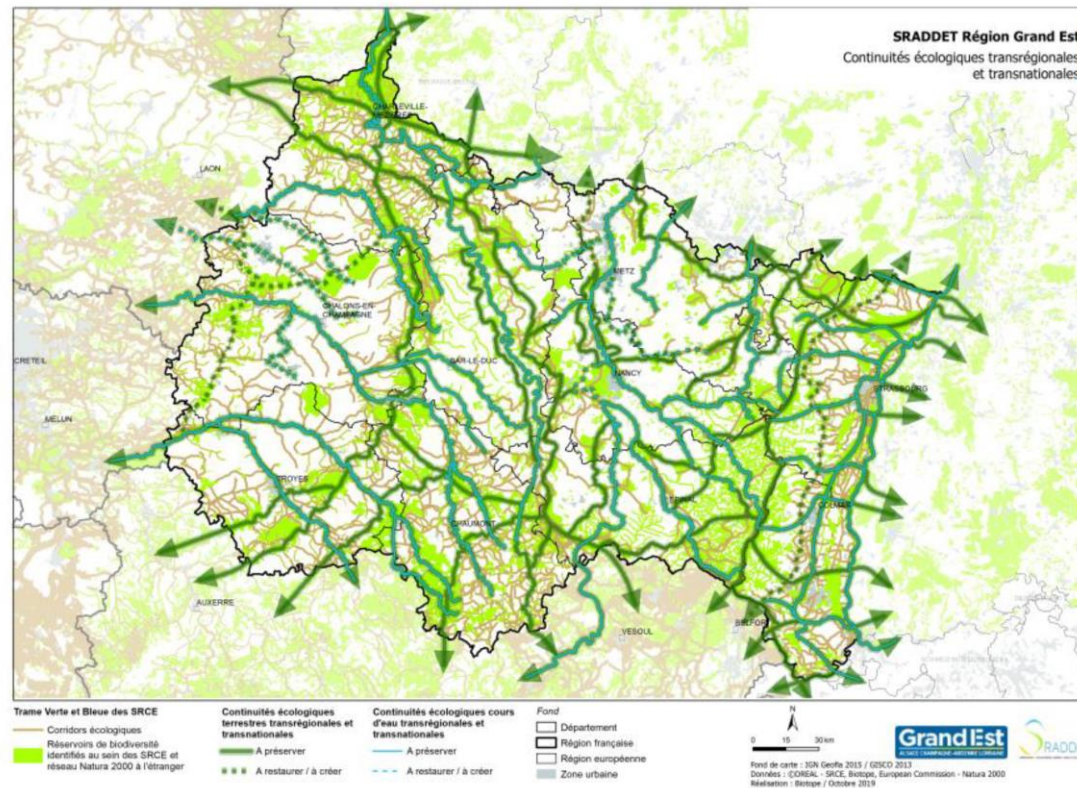 SRADDET Région Grand Est
Continuités écologiques transrégionales
et transnationales
CHARLEVILLE-
LAON
METZ
CHALONS-EN-
CHAMPAGNE
CRETEIL
BAR-LE-DUC
NANCY
STRASBOURG
MELUN
TROYES
EPINAL
COLMAR
CHAUMONT
AUXERRE
VESOUL
BELFORT
Trame Verte et Bleue des SRCE
Corridors écologiques
Réservoirs de biodiversité
identifiés au sein des SRCE et
réseau Natura 2000 à l'étranger
Continuités écologiques
terrestres transrégionales et
transnationales
A préserver
A restaurer / à créer
Continuités écologiques cours
d'eau transrégionales et
transnationales
A préserver
A restaurer / à créer
Fond
Département
Région française
Région européenne
Zone urbaine
N
0 15 30 km
GrandEst
ALSACE CHAMPAGNE-ARDENNE LORRAINE
SRADD
Fond de carte : IGN Geofla 2015 / GISCO 2013
Données : ©DREAL - SRCE, Biotope, European Commission - Natura 2000
Réalisation : Biotope / Octobre 2019